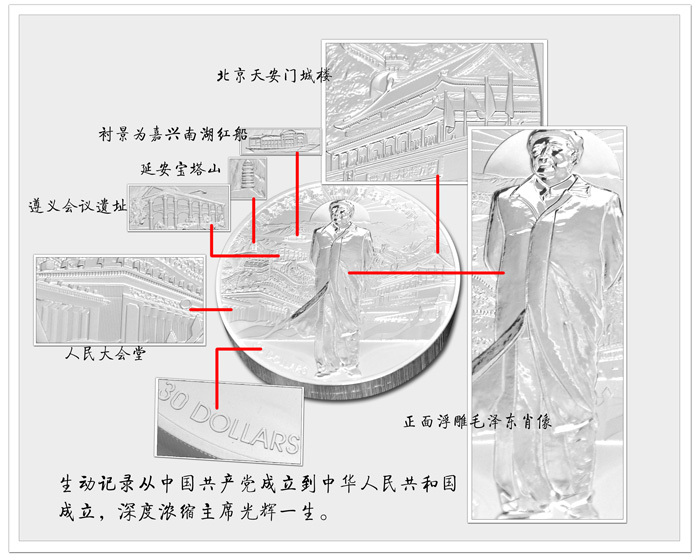 北京天安门城楼
衬景为嘉兴南湖红船
延安宝塔山
遵义会议遗址
人民大会堂
30 DOLLARS
正面浮雕毛泽东肖像
生动记录从中国共产党成立到中华人民共和国
成立，深度浓缩主席光辉一生。